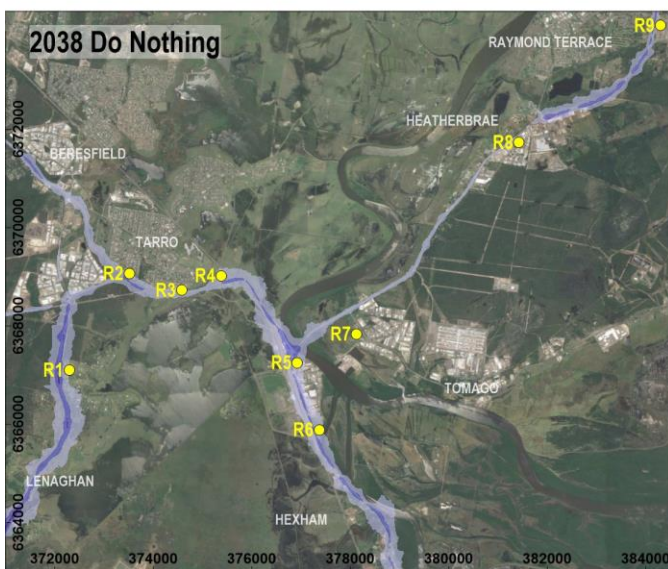 2038 Do Nothing
R9
RAYMOND TERRACE
HEATHERBRAE
R8
BERESFIELD
TARRO
R2
R3
R4
R7
R5
R1
TOMAGO
R6
LENAGHAN
HEXHAM
6372000
6370000
6368000
6366000
6364000
372000 374000 376000 378000 380000 382000 384000